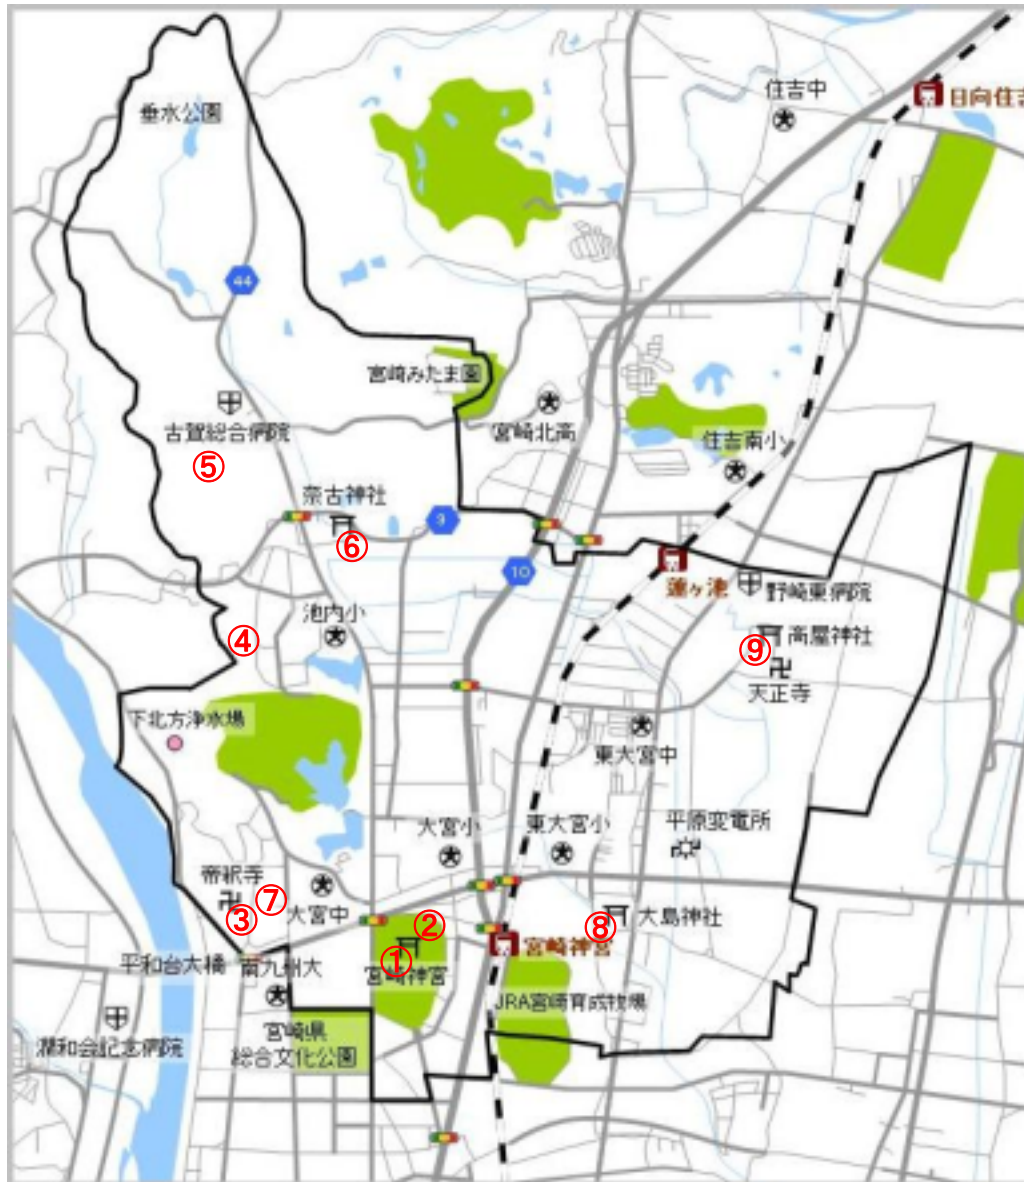 住吉中
日向住吉
垂水公園
44
宮崎みたま園
宮崎北高
住吉南小
古賀総合病院
⑤
奈古神社
9
⑥
10
蓮ヶ池
野崎東病院
池内小
④
高屋神社
⑨
天正寺
下北方浄水場
東大宮中
大宮小
東大宮小
平原変電所
帝釈寺
⑦
③
大宮中
②
⑧
大島神社
①
宮崎神宮
宮崎神宮
平和台大橋
南九州大
JRA宮崎育成牧場
宮崎県
総合文化公園
潤和会記念病院